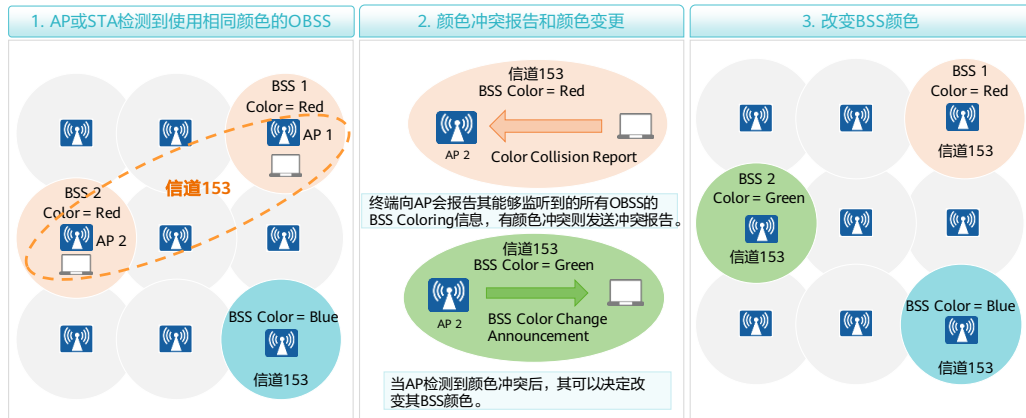 1. AP或STA检测到使用相同颜色的OBSS
BSS 1
Color = Red
AP 1
信道153
BSS 2
Color = Red
AP 2
BSS Color = Blue
信道153
2. 颜色冲突报告和颜色变更
信道153
BSS Color = Red
AP 2
Color Collision Report
终端向AP会报告其能够监听到的所有OBSS的
BSS Coloring信息，有颜色冲突则发送冲突报告。
信道153
BSS Color = Green
AP 2
BSS Color Change
Announcement
当AP检测到颜色冲突后，其可以决定改
变其BSS颜色。
3. 改变BSS颜色
BSS 1
Color = Red
信道153
BSS 2
Color = Green
信道153
BSS Color = Blue
信道153